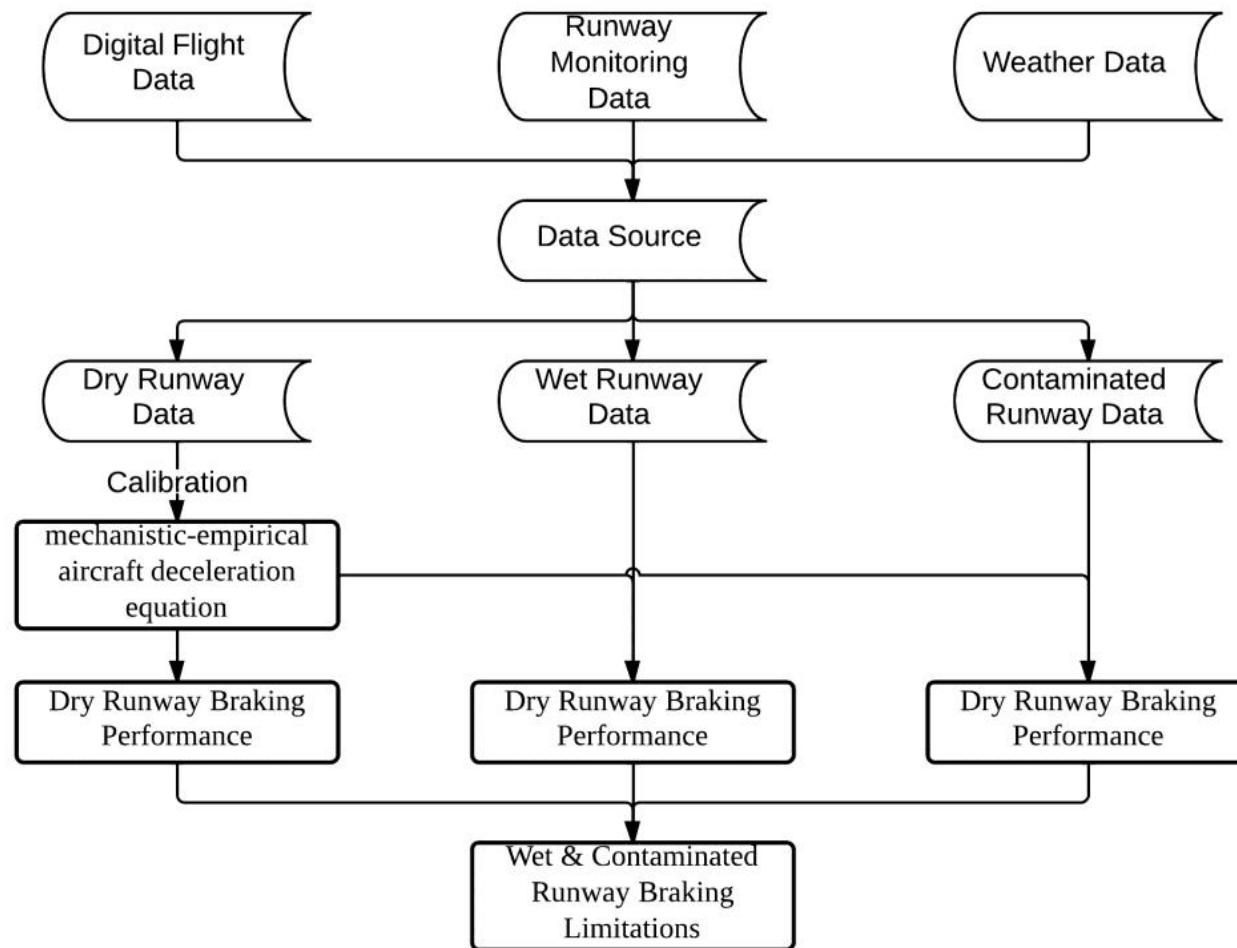 Digital Flight
Data
Runway
Monitoring
Data
Weather Data
Data Source
Dry Runway
Data
Wet Runway
Data
Contaminated
Runway Data
Calibration
mechanistic-empirical
aircraft deceleration
equation
Dry Runway Braking
Performance
Dry Runway Braking
Performance
Dry Runway Braking
Performance
Wet & Contaminated
Runway Braking
Limitations